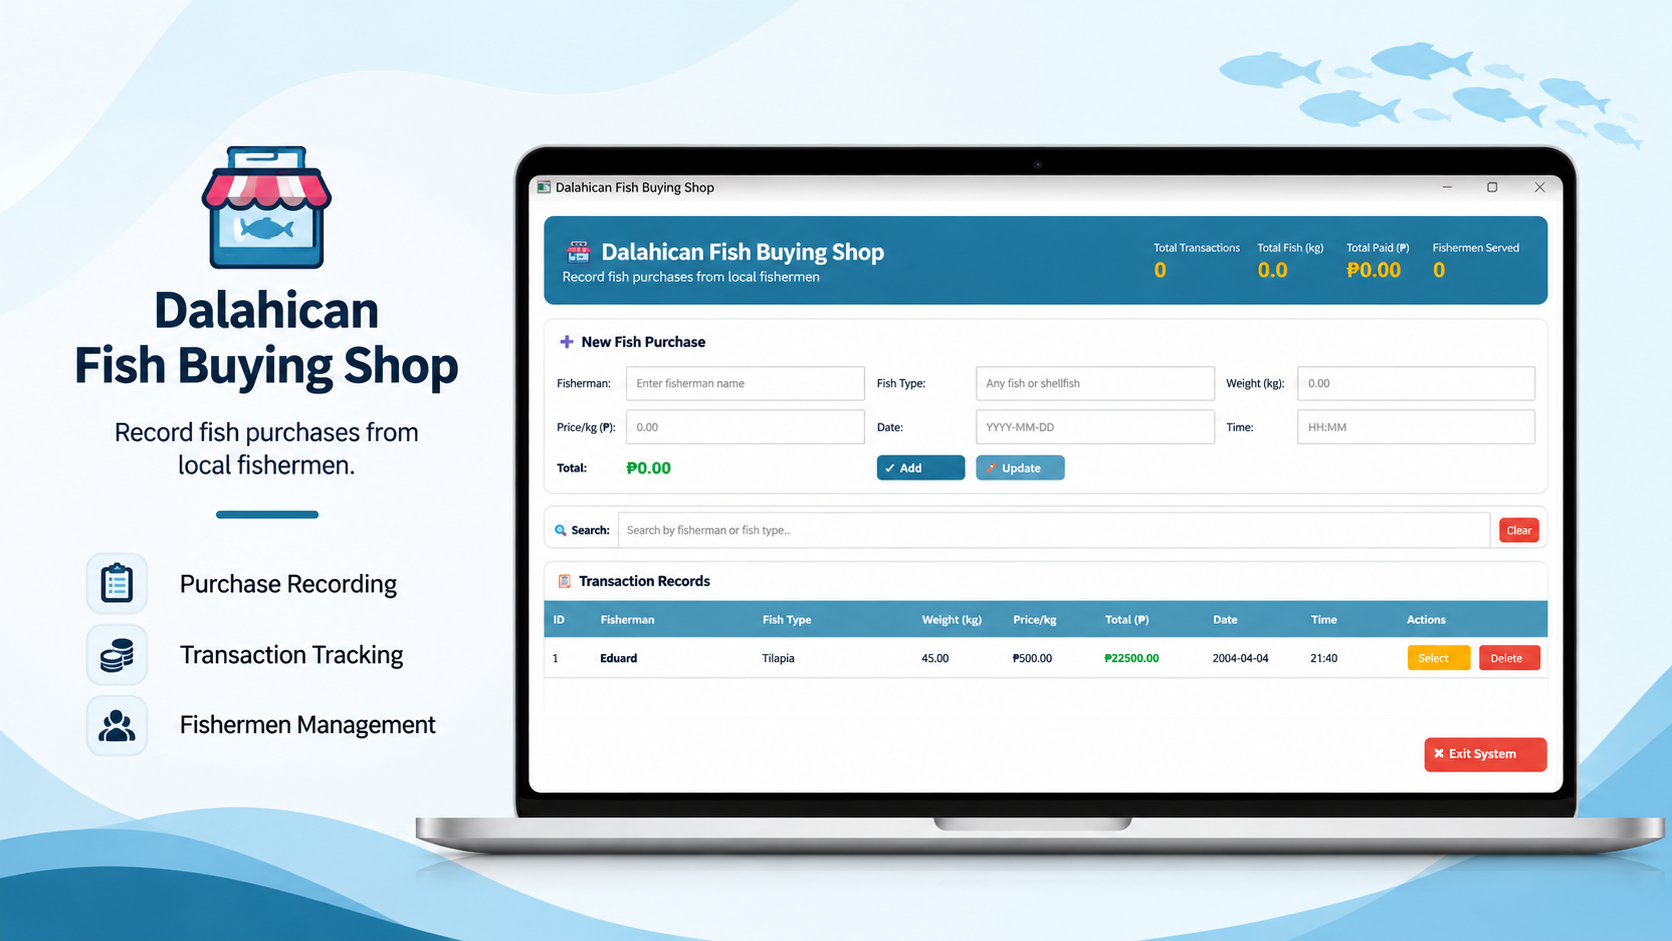 Dalahican
Fish Buying Shop
Record fish purchases from
local fishermen.
Purchase Recording
Transaction Tracking
Fishermen Management
Dalahican Fish Buying Shop
Dalahican Fish Buying Shop
Record fish purchases from local fishermen
Total Transactions Total Fish (kg) Total Paid (₱) Fishermen Served
0 0.0 ₱0.00 0
New Fish Purchase
Fisherman: Enter fisherman name Fish Type: Any fish or shellfish Weight (kg): 0.00
Price/kg (₱): 0.00 Date: YYYY-MM-DD Time: HH:MM
Total: ₱0.00 ✓ Add Update
Search: Search by fisherman or fish type.. Clear
Transaction Records
ID Fisherman Fish Type Weight (kg) Price/kg Total (₱) Date Time Actions
1 Eduard Tilapia 45.00 ₱500.00 ₱22500.00 2004-04-04 21:40 Select Delete
✖ Exit System